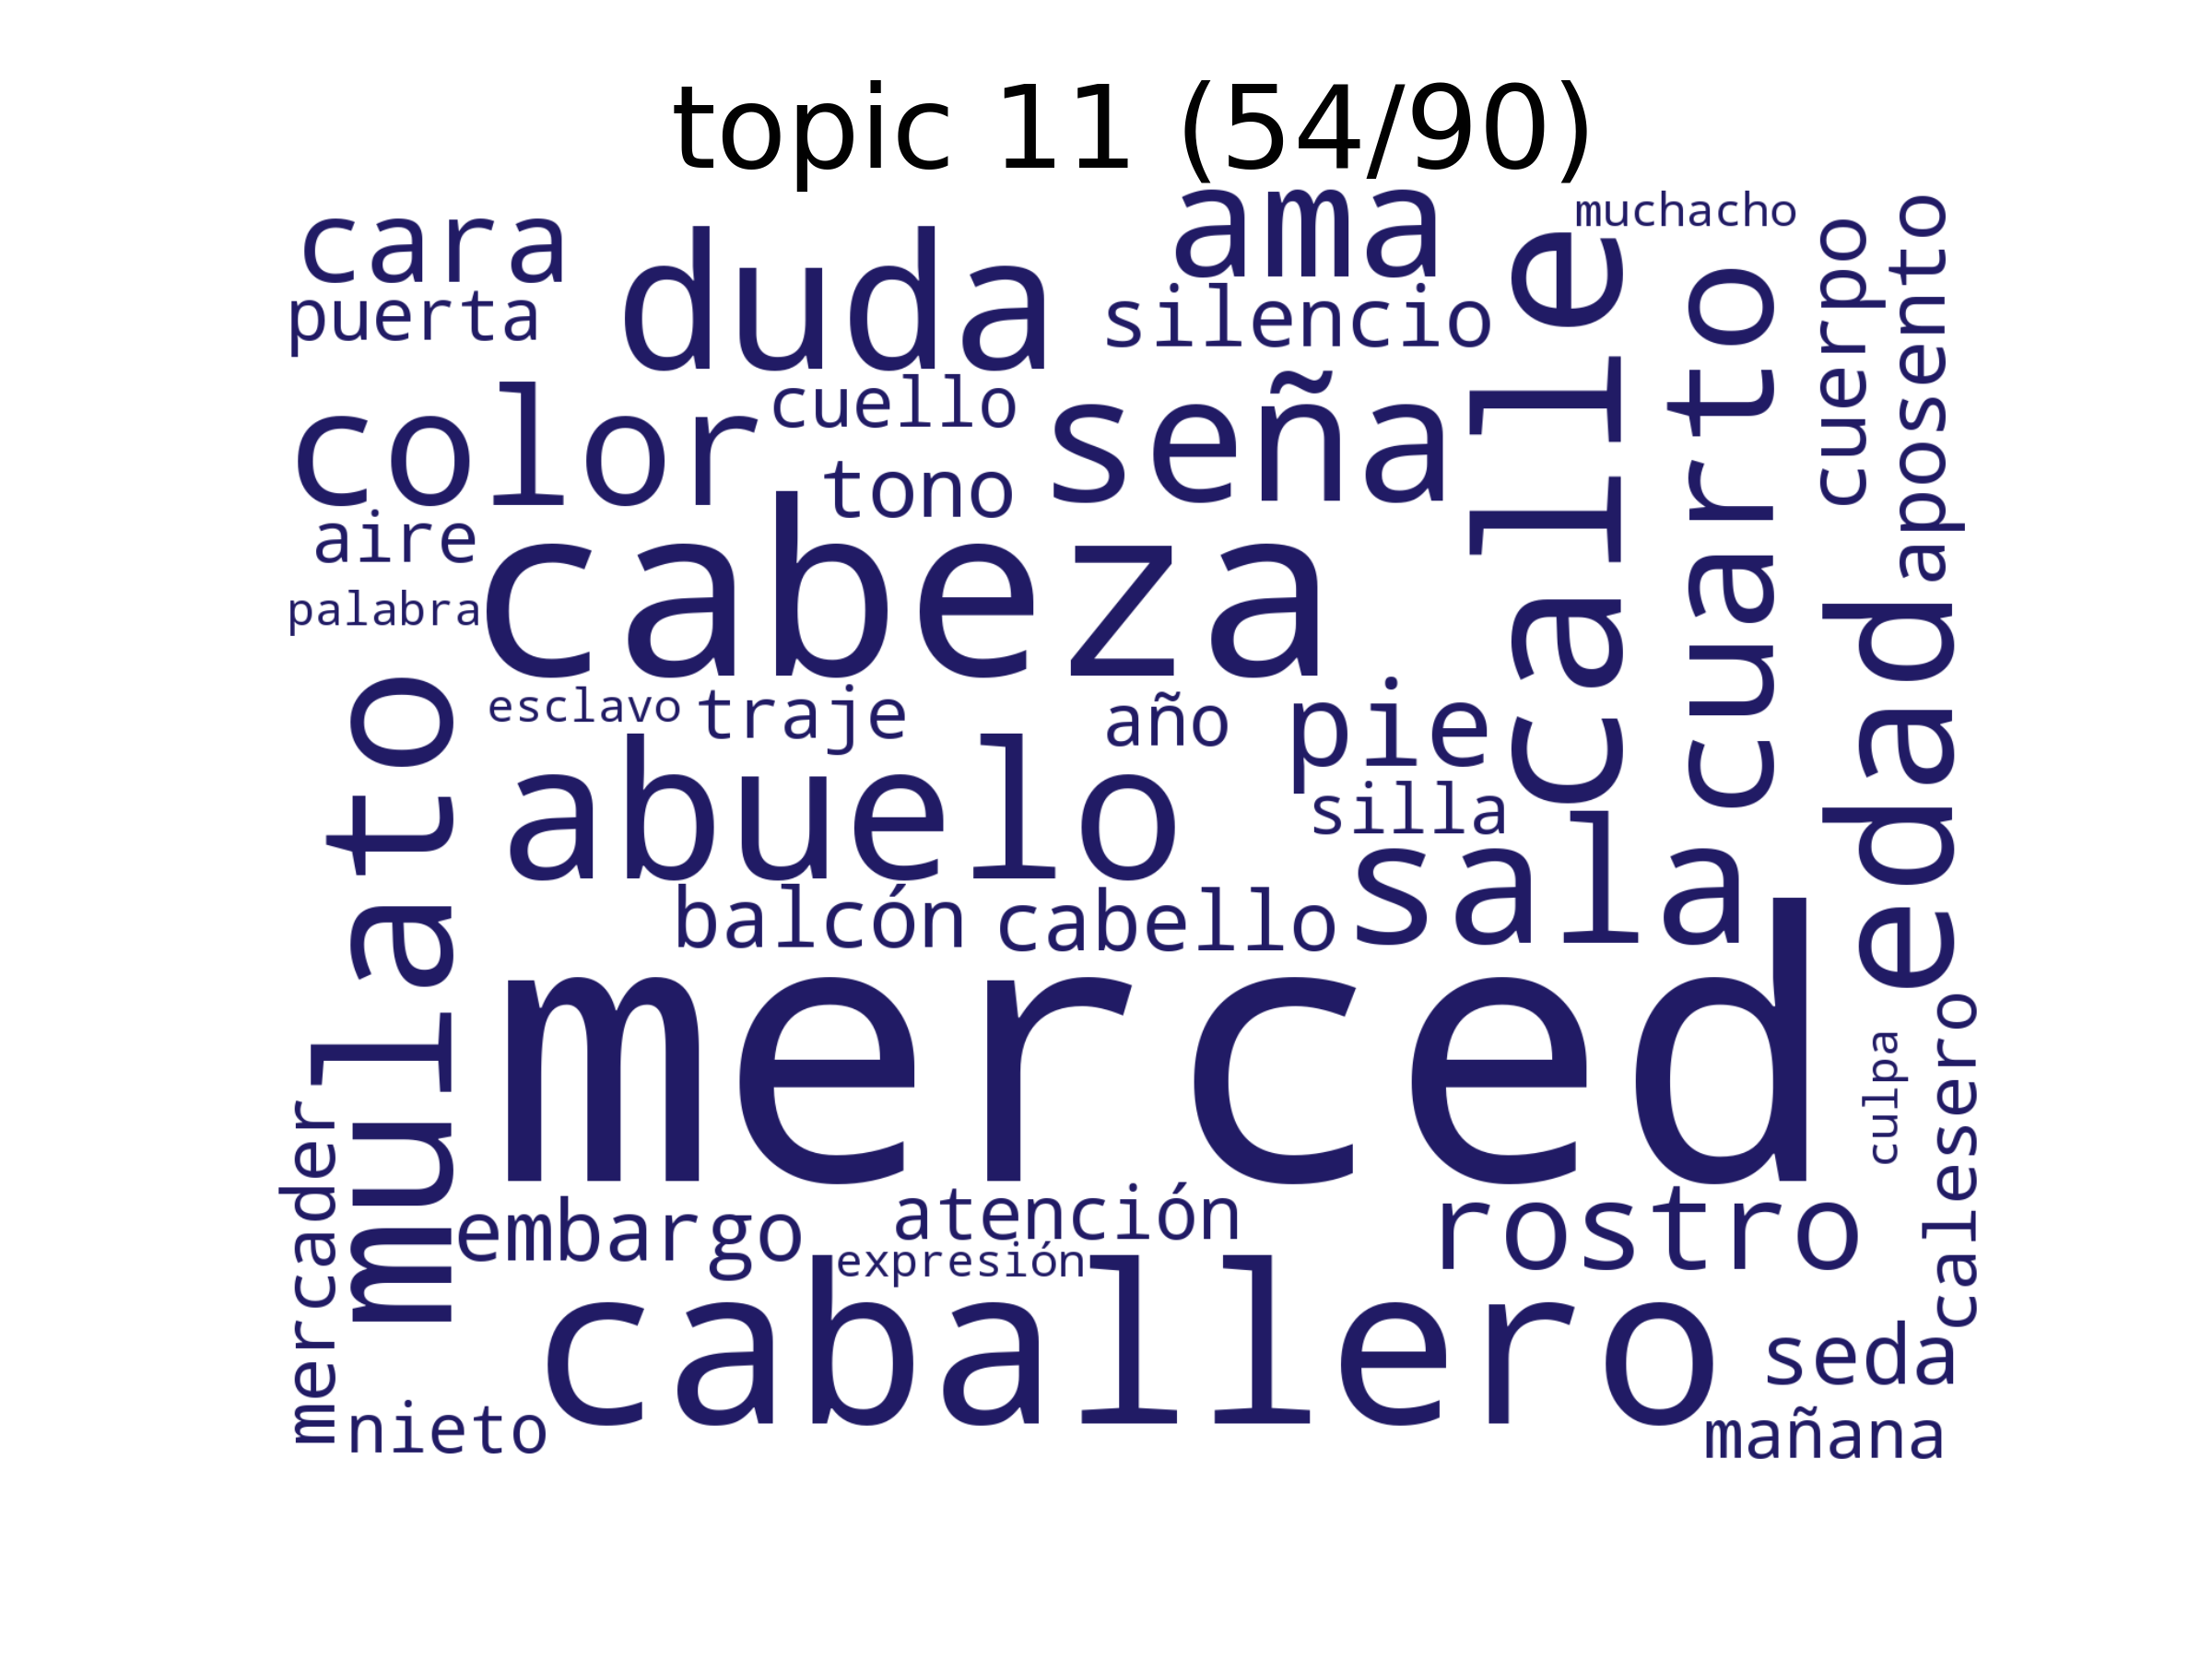 topic 11 (54/90)
muchacho
ama
cara
duda
silencio
puerta
calle
cuarto
cuerpo
aposento
color
cuello
seña
tono
aire
cabeza
palabra
esclavo
traje
año
pie
mulato
abuelo
silla
sala
edad
balcón
cabello
merced
culpa
calesero
mercader
embargo
atención
rostro
expresión
caballero
seda
nieto
mañana